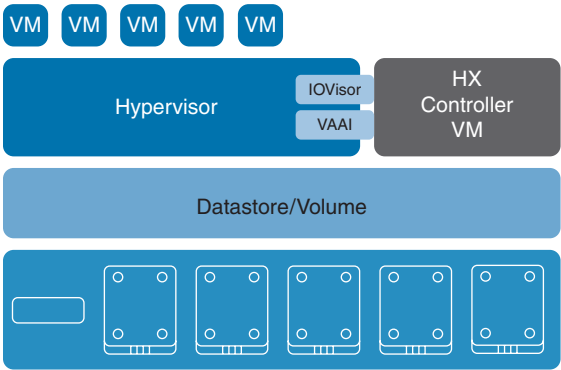 VM VM VM VM VM
Hypervisor
IOVisor
VAAI
HX
Controller
VM
Datastore/Volume